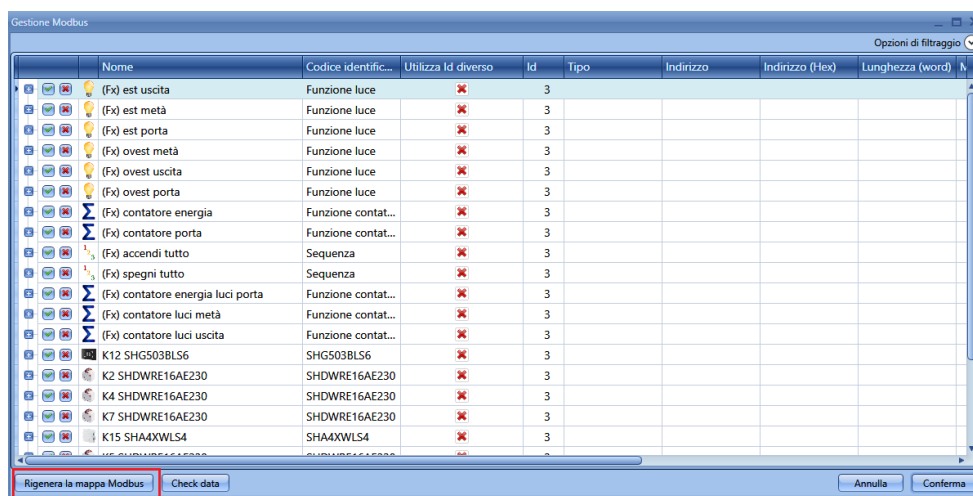 Gestione Modbus
Opzioni di filtraggio
Nome Codice identific... Utilizza Id diverso Id Tipo Indirizzo Indirizzo (Hex) Lunghezza (word)
(Fx) est uscita Funzione luce 3
(Fx) est metà Funzione luce 3
(Fx) est porta Funzione luce 3
(Fx) ovest metà Funzione luce 3
(Fx) ovest uscita Funzione luce 3
(Fx) ovest porta Funzione luce 3
(Fx) contatore energia Funzione contat... 3
(Fx) contatore porta Funzione contat... 3
(Fx) accendi tutto Sequenza 3
(Fx) spegni tutto Sequenza 3
(Fx) contatore energia luci porta Funzione contat... 3
(Fx) contatore luci metà Funzione contat... 3
(Fx) contatore luci uscita Funzione contat... 3
K12 SHG503BLS6 SHG503BLS6 3
K2 SHDWRE16AE230 SHDWRE16AE230 3
K4 SHDWRE16AE230 SHDWRE16AE230 3
K7 SHDWRE16AE230 SHDWRE16AE230 3
K15 SHA4XWLS4 SHA4XWLS4 3
Rigenera la mappa Modbus Check data Annulla Conferma